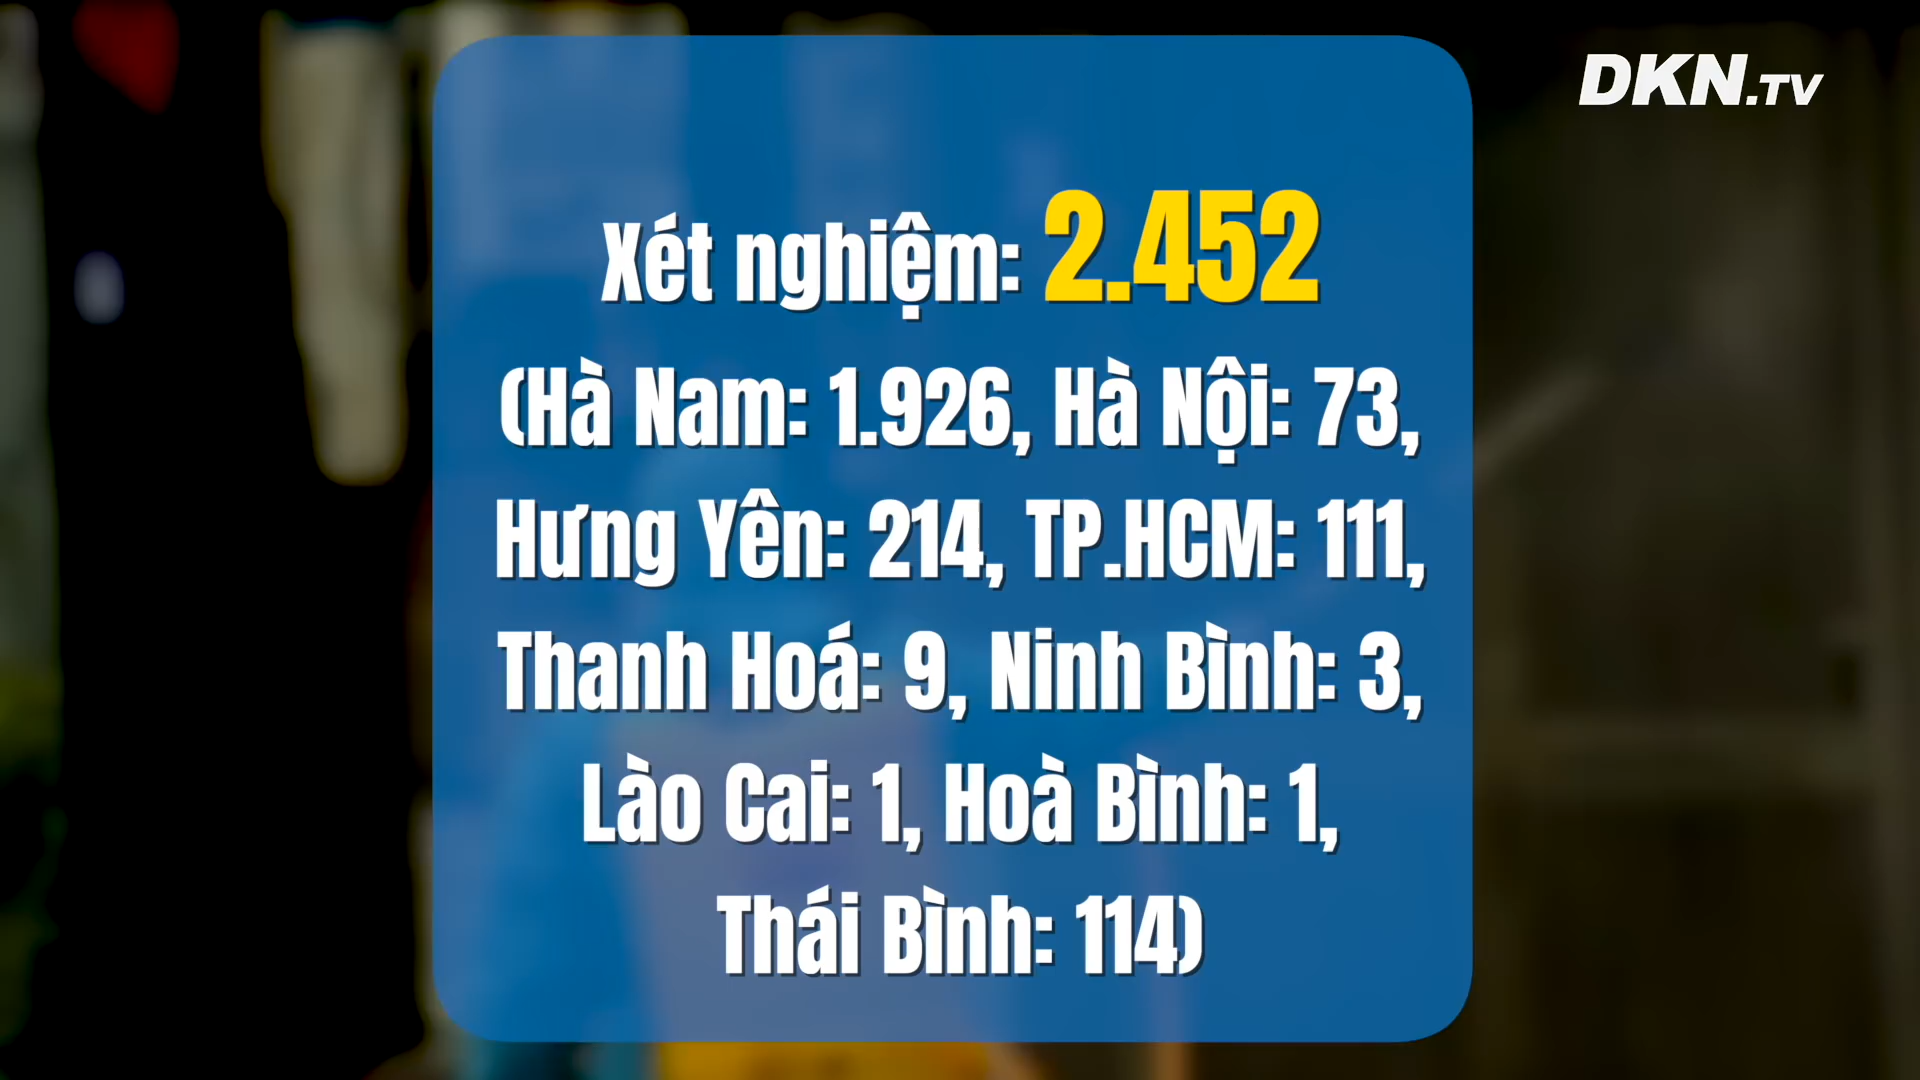 DKN.TV
Xét nghiệm: 2.452
(Hà Nam: 1.926, Hà Nội: 73,
Hưng Yên: 214, TP.HCM: 111,
Thanh Hoá: 9, Ninh Bình: 3,
Lào Cai: 1, Hoà Bình: 1,
Thái Bình: 114)